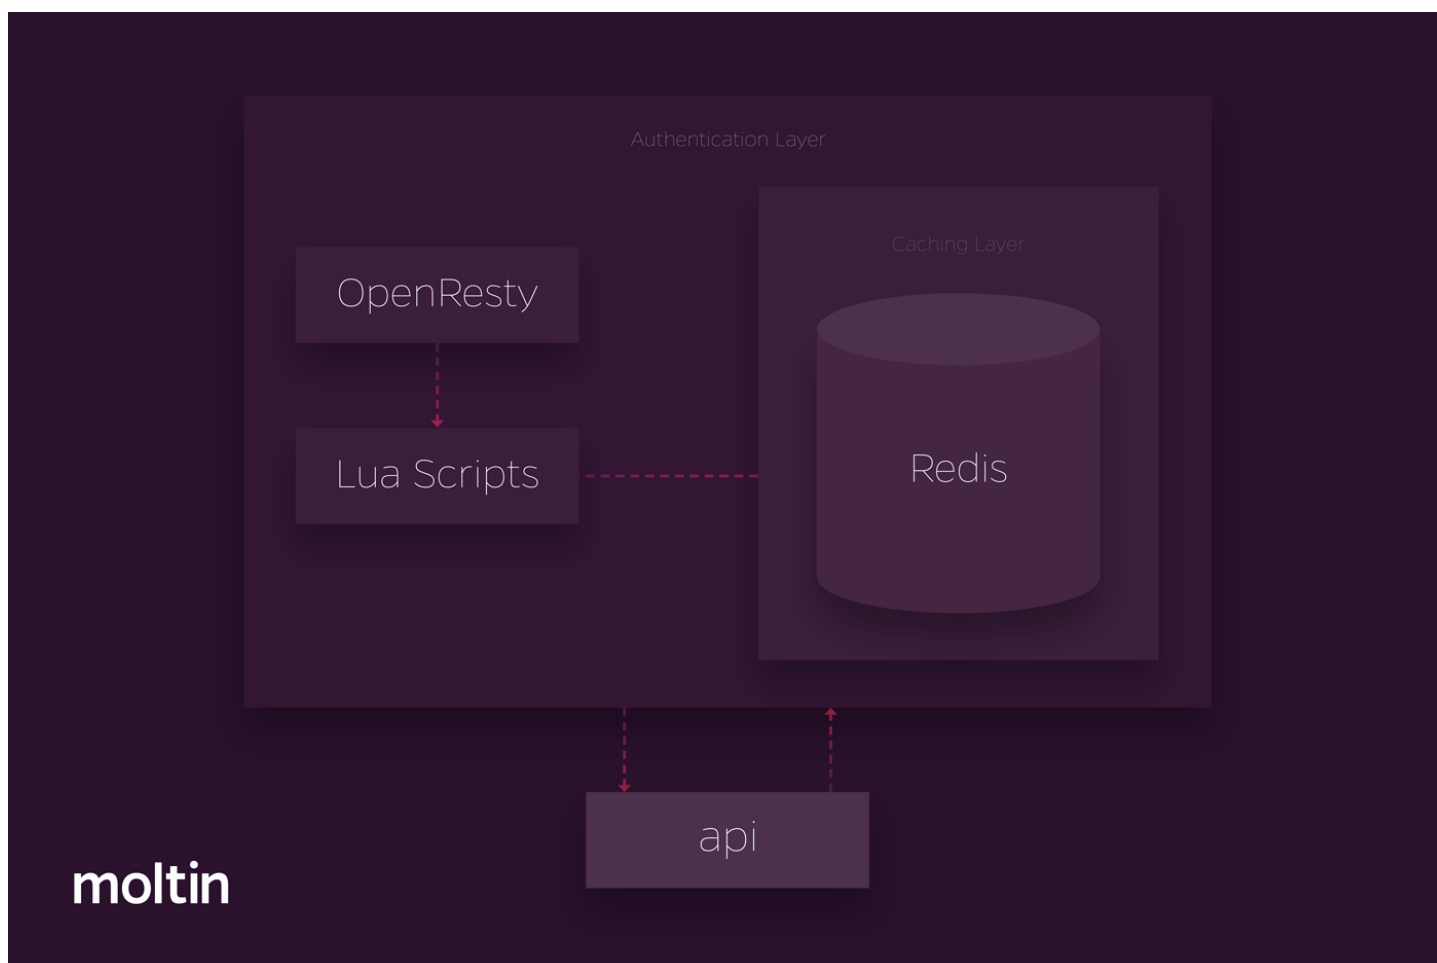 Authentication Layer
Caching Layer
OpenResty
Lua Scripts
Redis
api
moltin